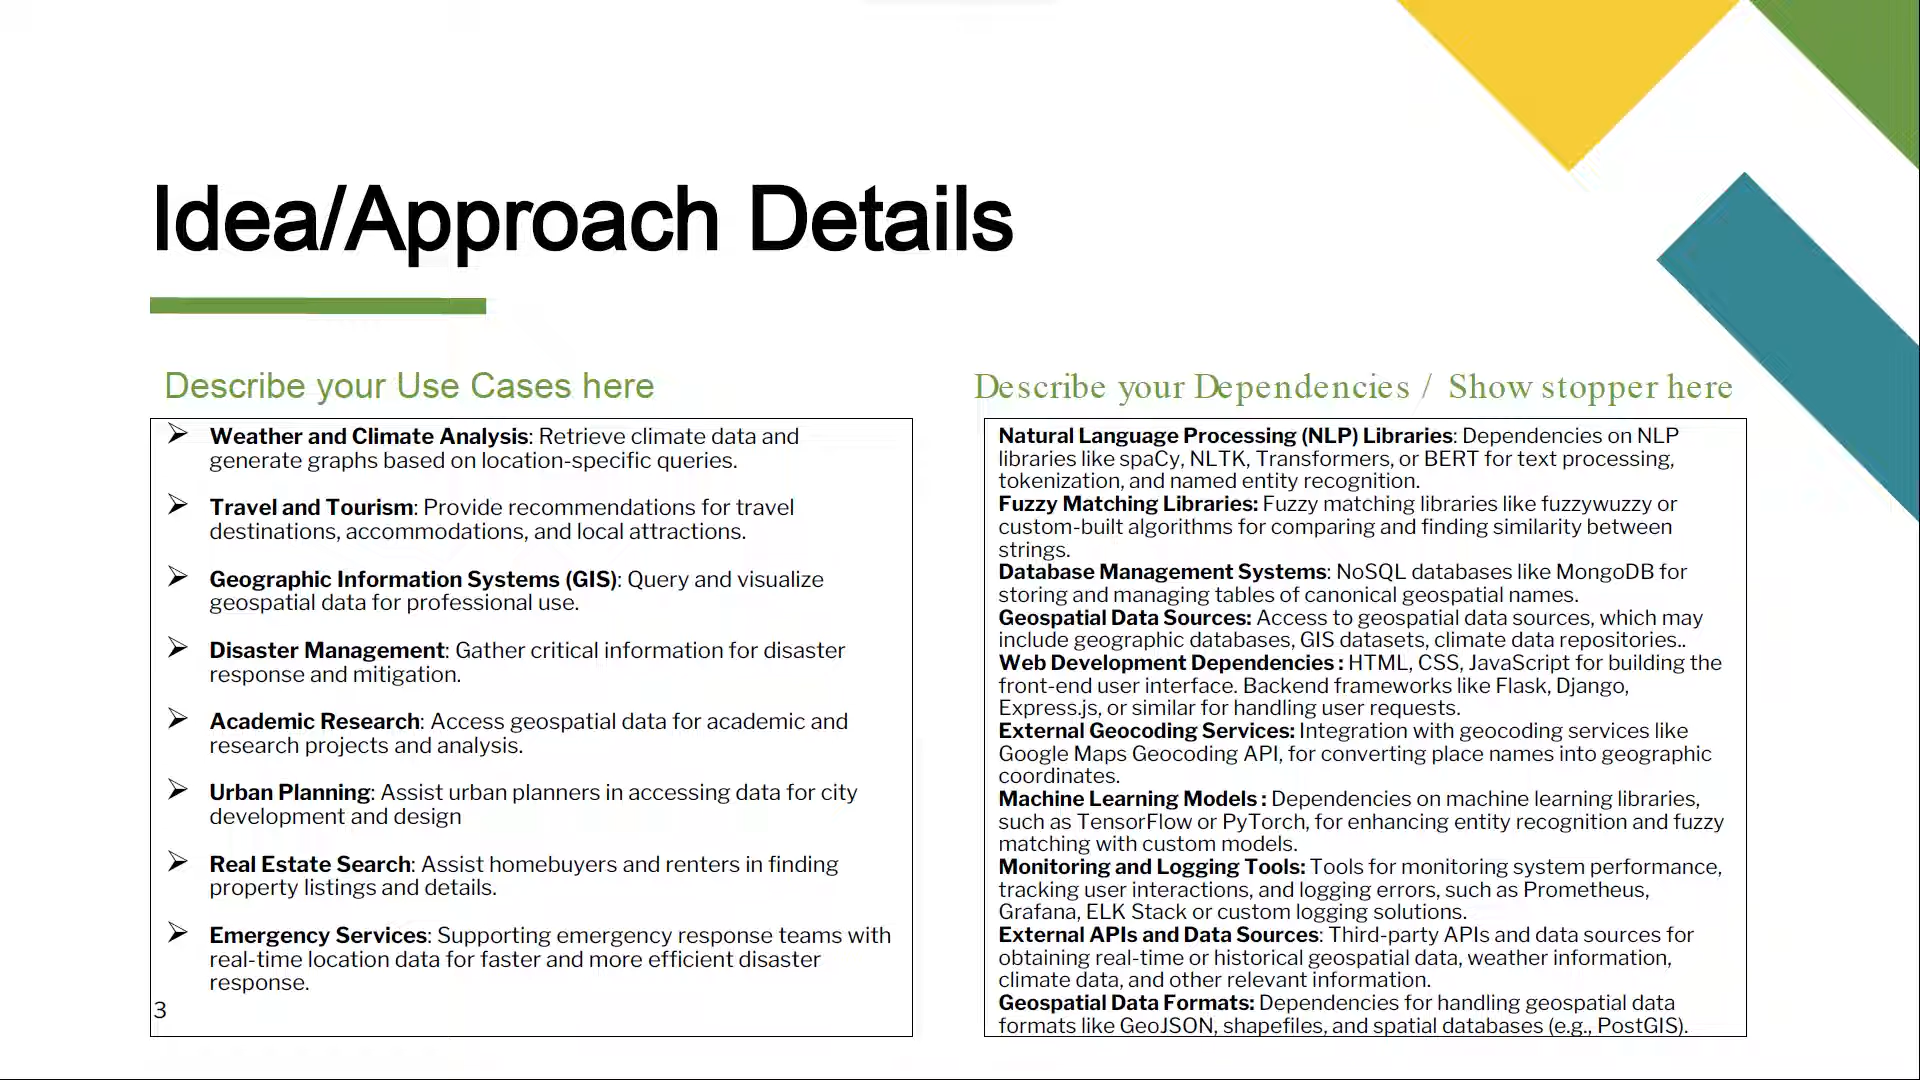 Idea/Approach Details
Describe your Use Cases here
Weather and Climate Analysis: Retrieve climate data and
generate graphs based on location-specific queries.
Travel and Tourism: Provide recommendations for travel
destinations, accommodations, and local attractions.
Geographic Information Systems (GIS): Query and visualize
geospatial data for professional use.
Disaster Management: Gather critical information for disaster
response and mitigation.
Academic Research: Access geospatial data for academic and
research projects and analysis.
Urban Planning: Assist urban planners in accessing data for city
development and design
Real Estate Search: Assist homebuyers and renters in finding
property listings and details.
Emergency Services: Supporting emergency response teams with
real-time location data for faster and more efficient disaster
response.
3
Describe your Dependencies / Show stopper here
Natural Language Processing (NLP) Libraries: Dependencies on NLP
libraries like spaCy, NLTK, Transformers, or BERT for text processing,
tokenization, and named entity recognition.
Fuzzy Matching Libraries: Fuzzy matching libraries like fuzzywuzzy or
custom-built algorithms for comparing and finding similarity between
strings.
Database Management Systems: NoSQL databases like MongoDB for
storing and managing tables of canonical geospatial names.
Geospatial Data Sources: Access to geospatial data sources, which may
include geographic databases, GIS datasets, climate data repositories..
Web Development Dependencies : HTML, CSS, JavaScript for building the
front-end user interface. Backend frameworks like Flask, Django,
Express.js, or similar for handling user requests.
External Geocoding Services: Integration with geocoding services like
Google Maps Geocoding API, for converting place names into geographic
coordinates.
Machine Learning Models : Dependencies on machine learning libraries,
such as TensorFlow or PyTorch, for enhancing entity recognition and fuzzy
matching with custom models.
Monitoring and Logging Tools: Tools for monitoring system performance,
tracking user interactions, and logging errors, such as Prometheus,
Grafana, ELK Stack or custom logging solutions.
External APIs and Data Sources: Third-party APIs and data sources for
obtaining real-time or historical geospatial data, weather information,
climate data, and other relevant information.
Geospatial Data Formats: Dependencies for handling geospatial data
formats like GeoJSON, shapefiles, and spatial databases (e.g., PostGIS).